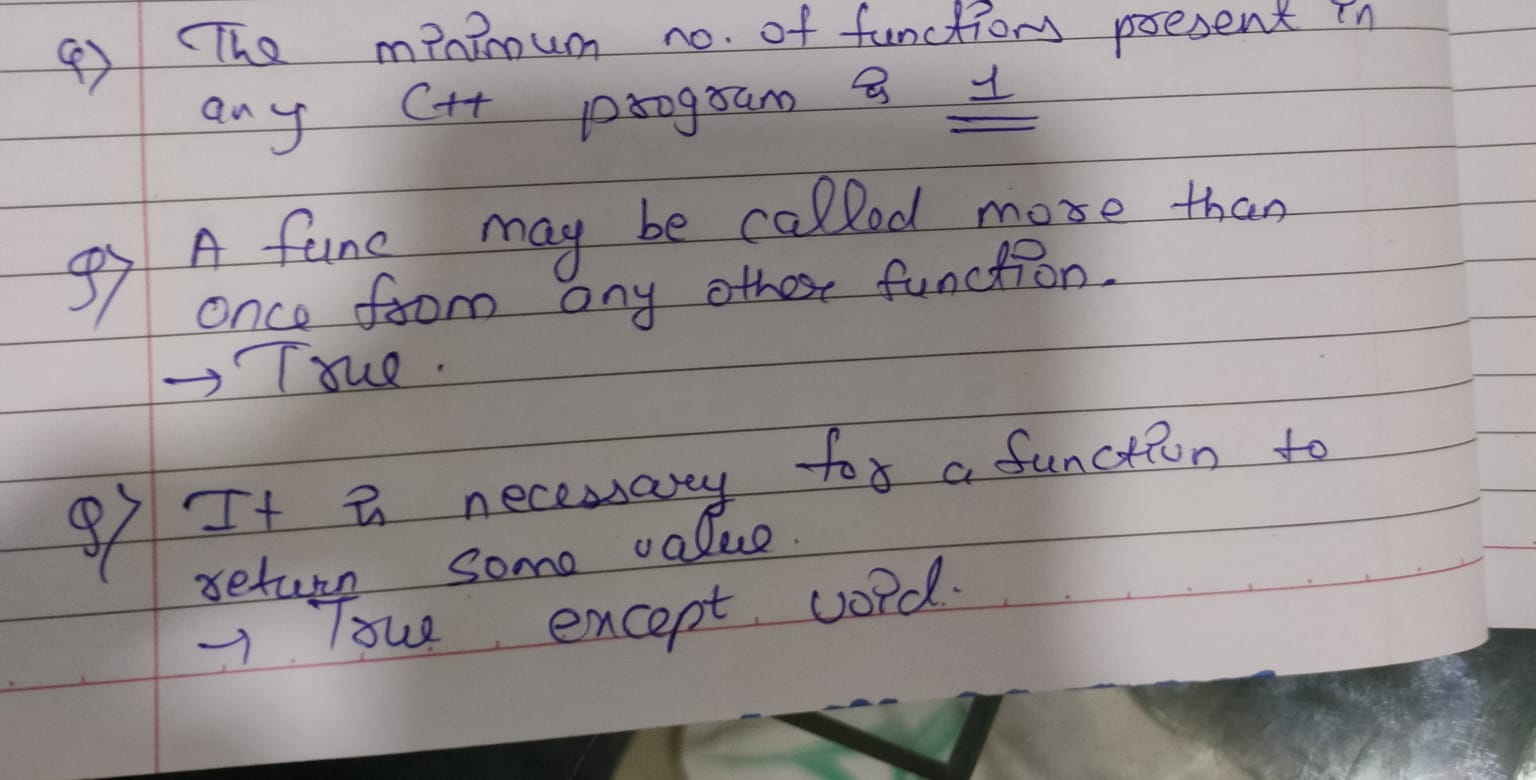 Q) The minimum no. of functions present in
any C++ program is 1
Q) A func may be called more than
once from any other function.
→ True.
Q) It is necessary for a function to
return some value.
→ True except void.